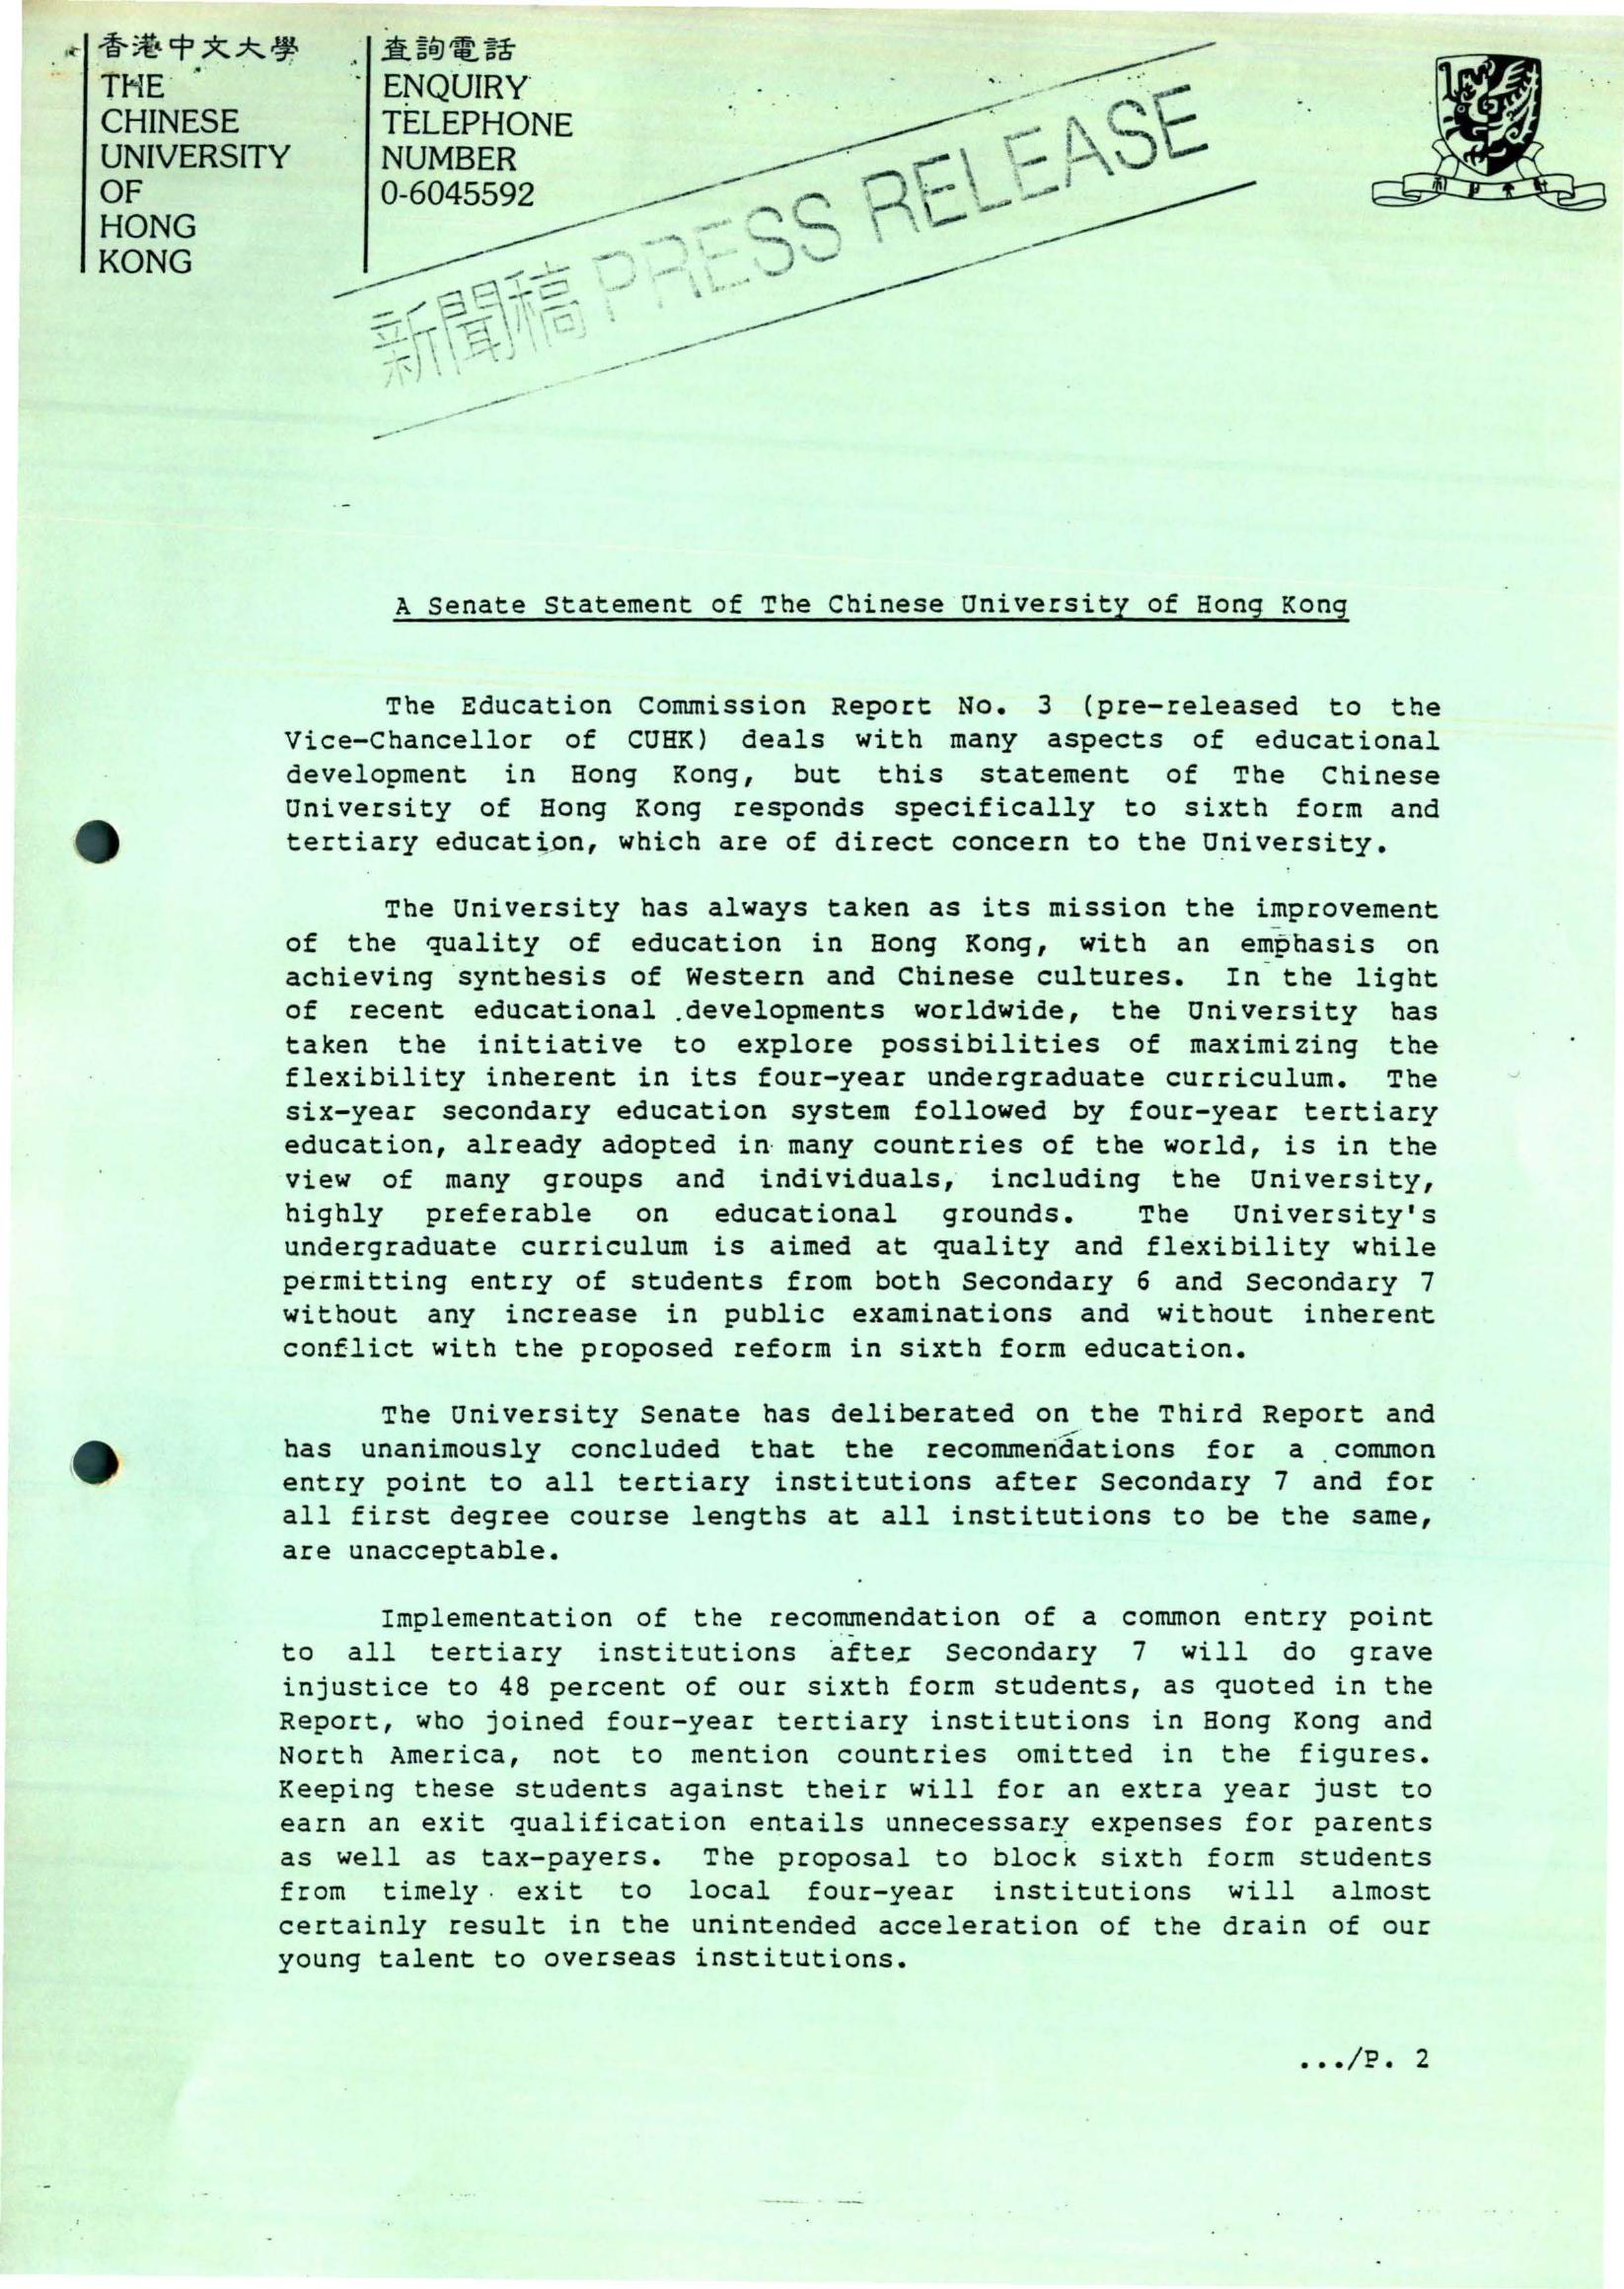 香港中文大學
THE
CHINESE
UNIVERSITY
OF
HONG
KONG
查詢電話
ENQUIRY
TELEPHONE
NUMBER
0-6045592
新聞稿 PRESS RELEASE
A Senate Statement of The Chinese University of Hong Kong
The Education Commission Report No. 3 (pre-released to the
Vice-Chancellor of CUHK) deals with many aspects of educational
development in Hong Kong, but this statement of The Chinese
University of Hong Kong responds specifically to sixth form and
tertiary education, which are of direct concern to the University.
The University has always taken as its mission the improvement
of the quality of education in Hong Kong, with an emphasis on
achieving synthesis of Western and Chinese cultures. In the light
of recent educational developments worldwide, the University has
taken the initiative to explore possibilities of maximizing the
flexibility inherent in its four-year undergraduate curriculum. The
six-year secondary education system followed by four-year tertiary
education, already adopted in many countries of the world, is in the
view of many groups and individuals, including the University,
highly preferable on educational grounds. The University's
undergraduate curriculum is aimed at quality and flexibility while
permitting entry of students from both Secondary 6 and Secondary 7
without any increase in public examinations and without inherent
conflict with the proposed reform in sixth form education.
The University Senate has deliberated on the Third Report and
has unanimously concluded that the recommendations for a common
entry point to all tertiary institutions after Secondary 7 and for
all first degree course lengths at all institutions to be the same,
are unacceptable.
Implementation of the recommendation of a common entry point
to all tertiary institutions after Secondary 7 will do grave
injustice to 48 percent of our sixth form students, as quoted in the
Report, who joined four-year tertiary institutions in Hong Kong and
North America, not to mention countries omitted in the figures.
Keeping these students against their will for an extra year just to
earn an exit qualification entails unnecessary expenses for parents
as well as tax-payers. The proposal to block sixth form students
from timely exit to local four-year institutions will almost
certainly result in the unintended acceleration of the drain of our
young talent to overseas institutions.
.../P. 2